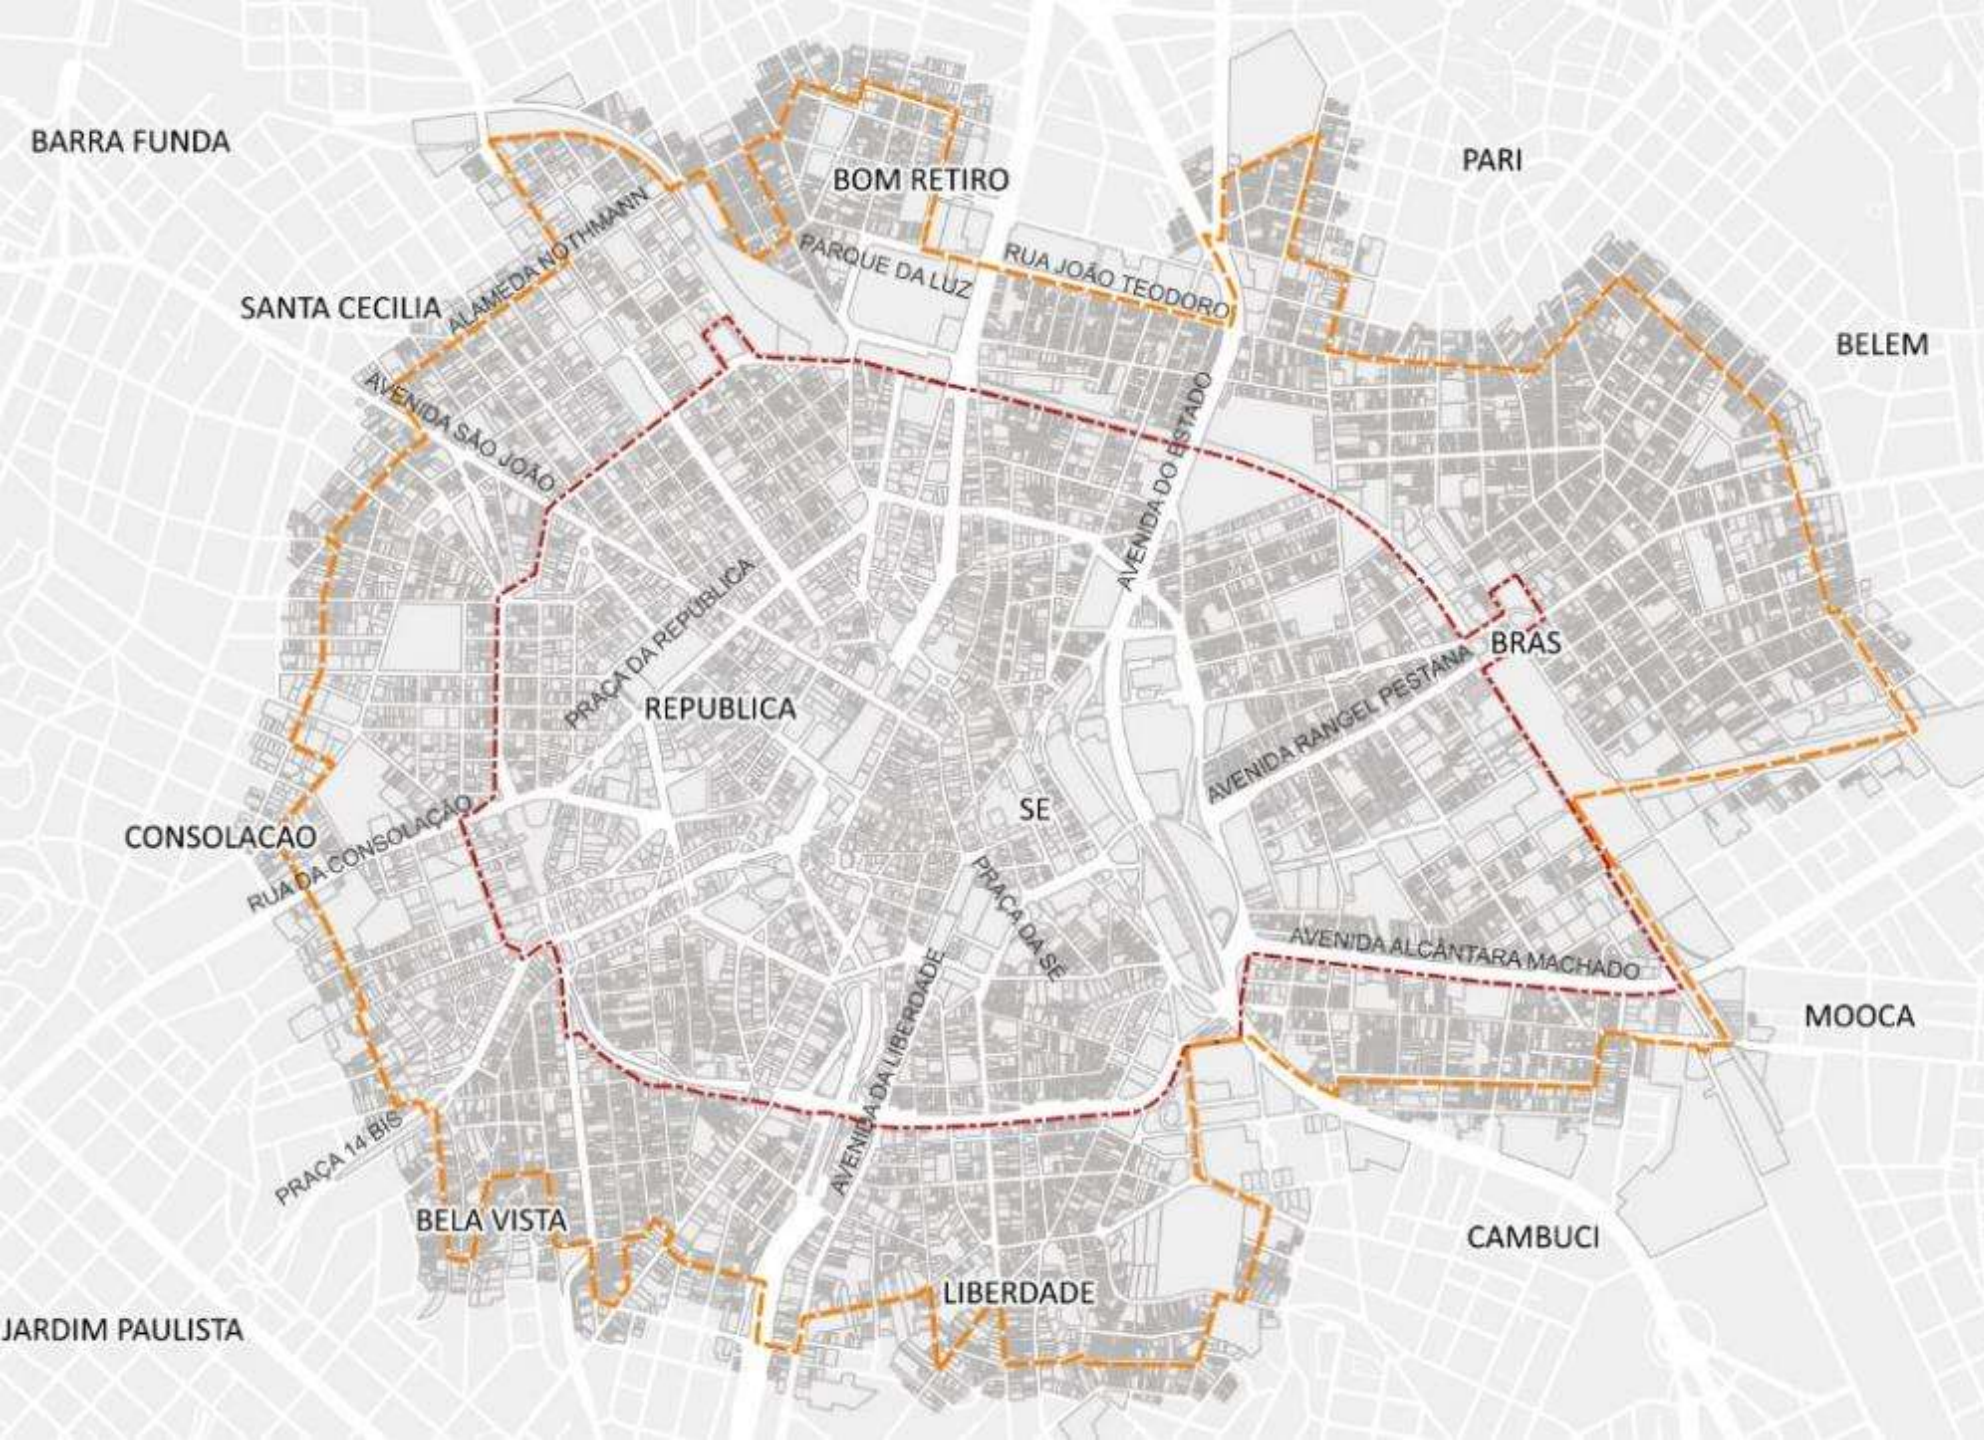 BARRA FUNDA
PARI
BOM RETIRO
ALAMEDA NOTHMANN
PARQUE DA LUZ
RUA JOÃO TEODORO
SANTA CECILIA
BELEM
AVENIDA SÃO JOÃO
AVENIDA DO ESTADO
PRAÇA DA REPUBLICA
BRAS
REPUBLICA
AVENIDA RANGEL PESTANA
SE
CONSOLACAO
RUA DA CONSOLAÇÃO
PRAÇA DA SÉ
AVENIDA ALCÂNTARA MACHADO
MOOCA
AVENIDA DA LIBERDADE
PRAÇA 14 BIS
BELA VISTA
CAMBUCI
LIBERDADE
JARDIM PAULISTA